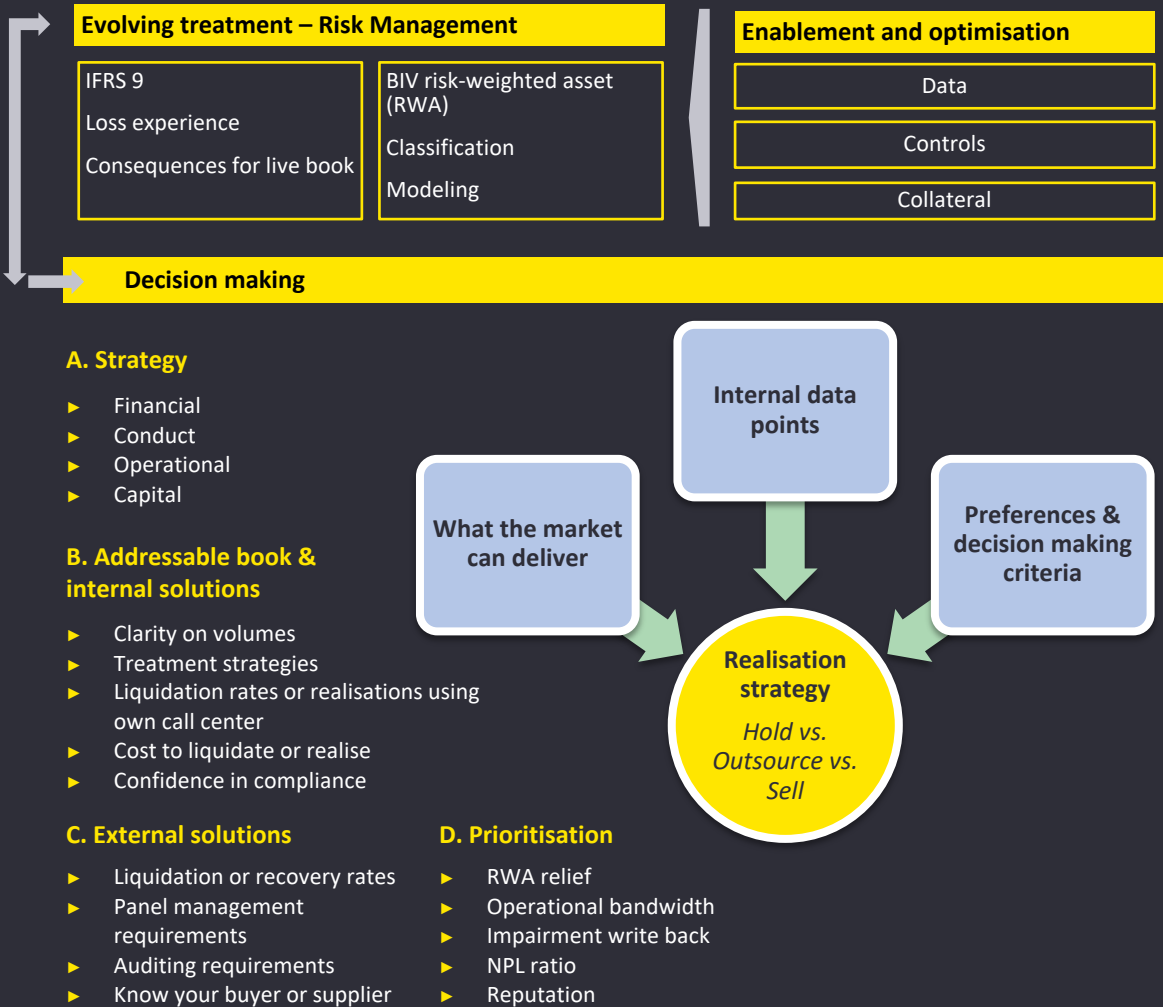 Evolving treatment – Risk Management
IFRS 9
Loss experience
Consequences for live book
BIV risk-weighted asset
(RWA)
Classification
Modeling
Enablement and optimisation
Data
Controls
Collateral
Decision making
A. Strategy
► Financial
► Conduct
► Operational
► Capital
B. Addressable book &
internal solutions
► Clarity on volumes
► Treatment strategies
► Liquidation rates or realisations using
own call center
► Cost to liquidate or realise
► Confidence in compliance
C. External solutions
► Liquidation or recovery rates
► Panel management
requirements
► Auditing requirements
► Know your buyer or supplier
D. Prioritisation
► RWA relief
► Operational bandwidth
► Impairment write back
► NPL ratio
► Reputation
What the market
can deliver
Internal data
points
Preferences &
decision making
criteria
Realisation
strategy
Hold vs.
Outsource vs.
Sell